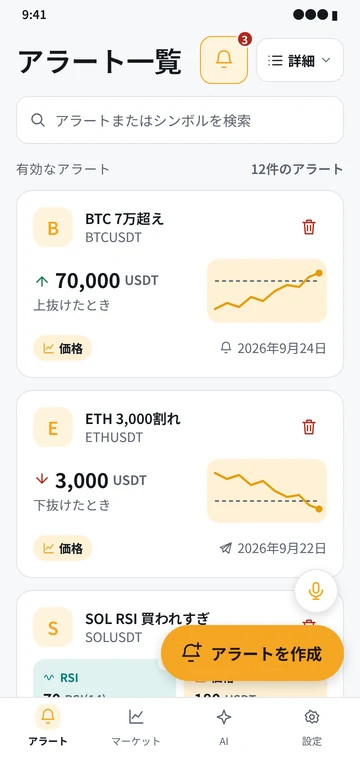 9:41
アラート一覧
3
詳細
アラートまたはシンボルを検索
有効なアラート
12件のアラート
B
BTC 7万超え
BTCUSDT
70,000 USDT
上抜けたとき
価格
2026年9月24日
E
ETH 3,000割れ
ETHUSDT
3,000 USDT
下抜けたとき
価格
2026年9月22日
S
SOL RSI 買われすぎ
SOLUSDT
アラートを作成
RSI
アラート
マーケット
AI
設定